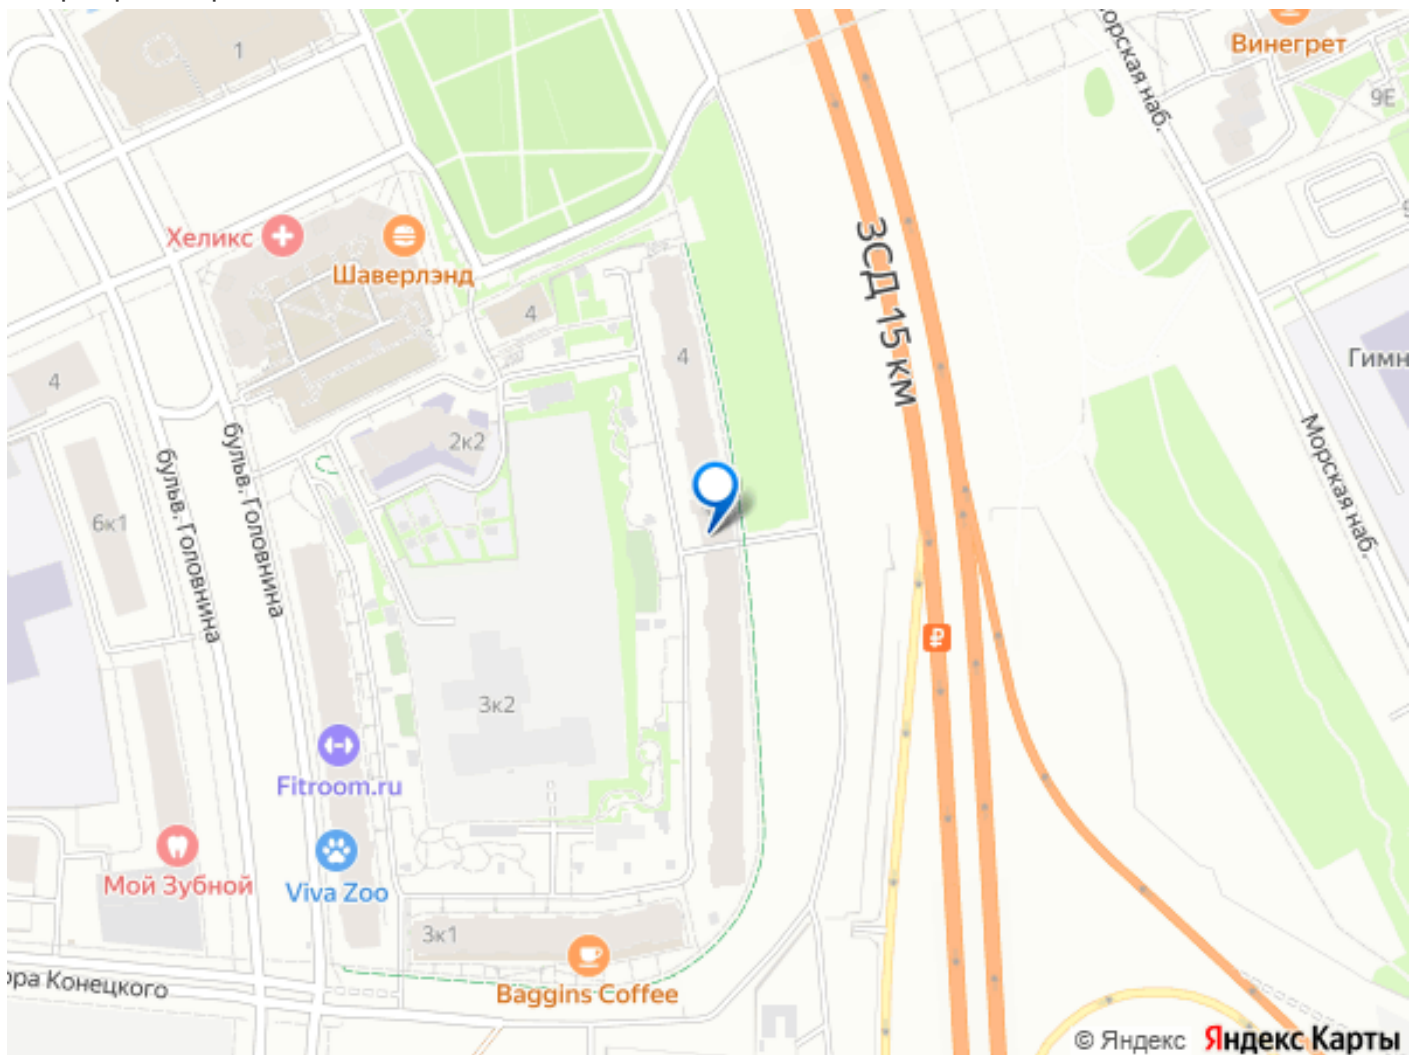 1
Винегрет
орская наб.
9Е
Хеликс
Шаверлэнд
ЗСД 15 км
4
4
4
Гимн
2к2
бульв. Головнина
бульв. Головнина
Морская наб.
6к1
3к2
Fitroom.ru
Мой Зубной
Viva Zoo
3к1
ора Конецкого
Baggins Coffee
© Яндекс Яндекс Карты